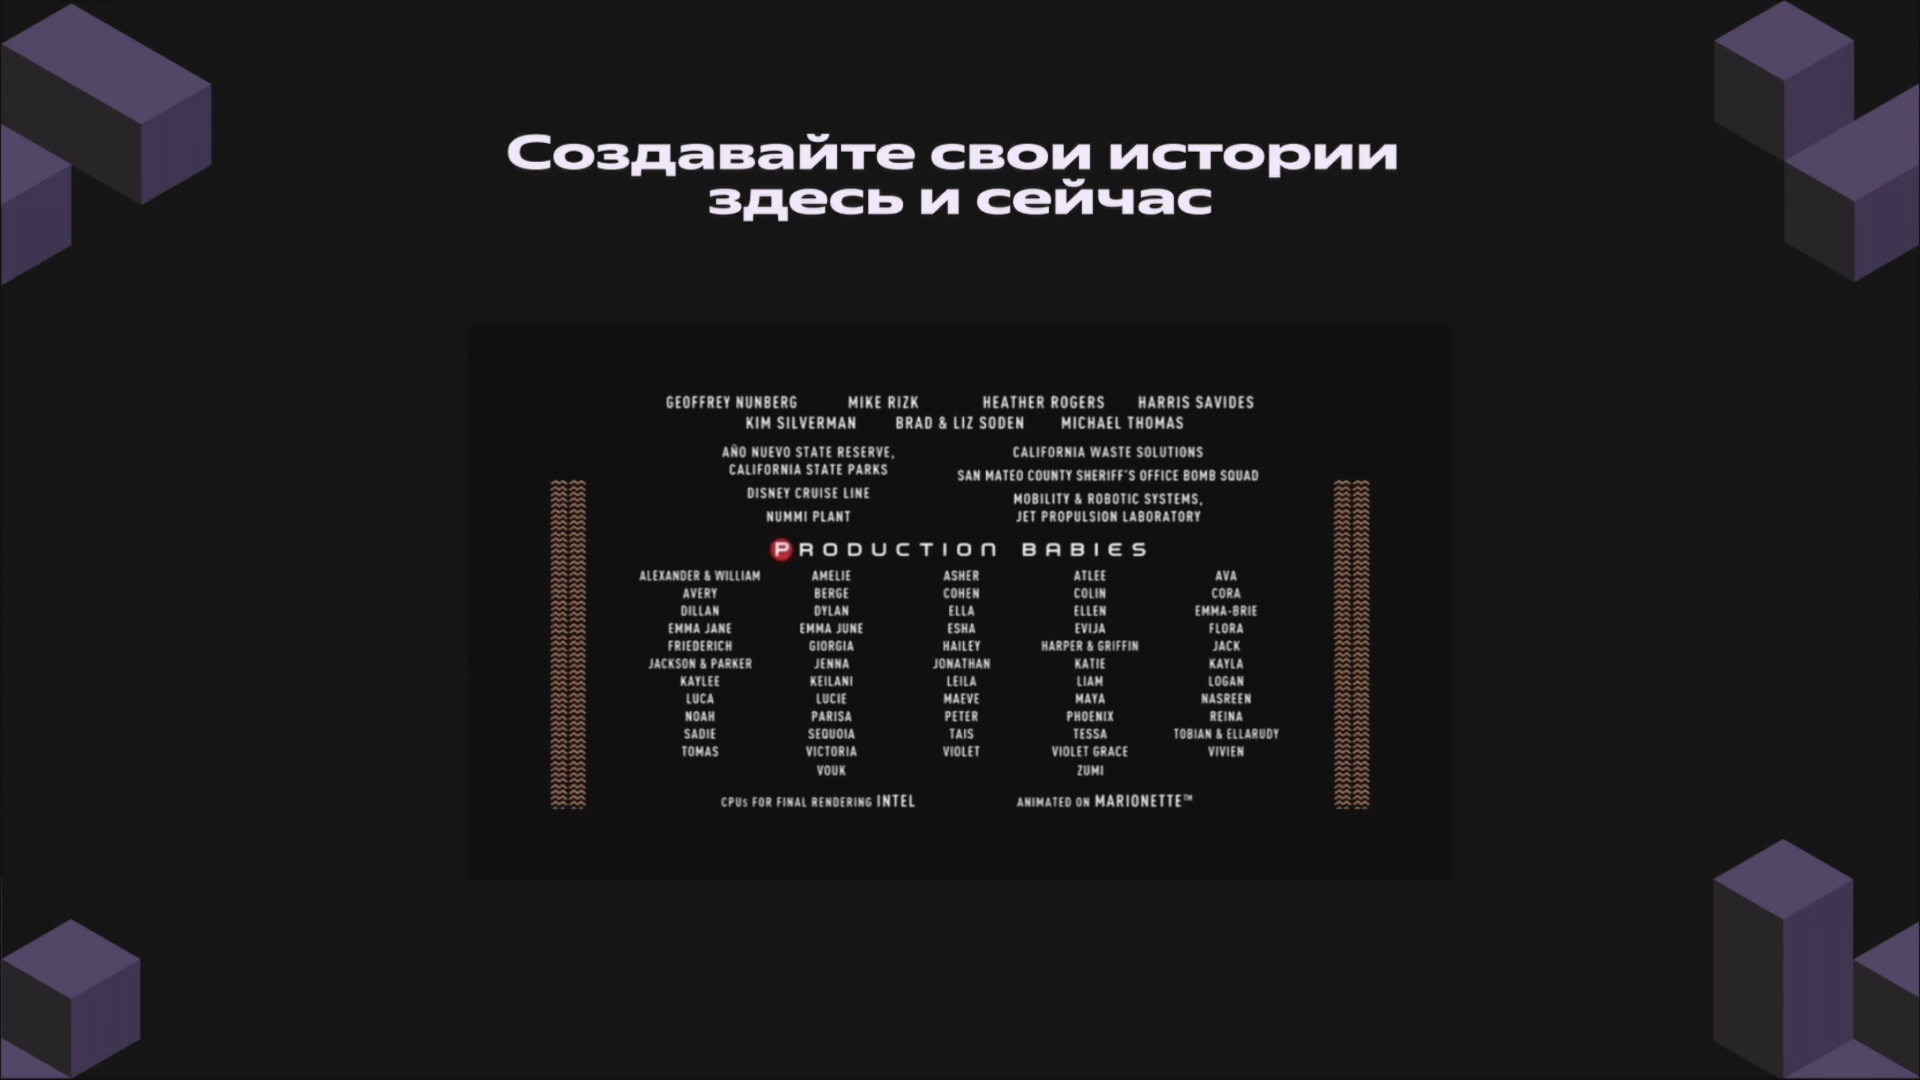 Создавайте свои истории
здесь и сейчас
GEOFFREY NUNBERG MIKE RIZK HEATHER ROGERS HARRIS SAVIDES
KIM SILVERMAN BRAD & LIZ SODEN MICHAEL THOMAS
AÑO NUEVO STATE RESERVE,
CALIFORNIA STATE PARKS
DISNEY CRUISE LINE
NUMMI PLANT
CALIFORNIA WASTE SOLUTIONS
SAN MATEO COUNTY SHERIFF'S OFFICE BOMB SQUAD
MOBILITY & ROBOTIC SYSTEMS,
JET PROPULSION LABORATORY
PRODUCTION BABIES
ALEXANDER & WILLIAM AMELIE ASHER ATLEE AVA
AVERY BERGE COHEN COLIN CORA
DILLAN DYLAN ELLA ELLEN EMMA-BRIE
EMMA JANE EMMA JUNE ESHA EVIJA FLORA
FRIEDERICH GIORGIA HAILEY HARPER & GRIFFIN JACK
JACKSON & PARKER JENNA JONATHAN KATIE KAYLA
KAYLEE KEILANI LEILA LIAM LOGAN
LUCA LUCIE MAEVE MAYA NASREEN
NOAH PARISA PETER PHOENIX REINA
SADIE SEQUOIA TAIS TESSA TOBIAN & ELLARUDY
TOMAS VICTORIA VIOLET VIOLET GRACE VIVIEN
VOUK ZUMI
CPUs FOR FINAL RENDERING INTEL ANIMATED ON MARIONETTE™